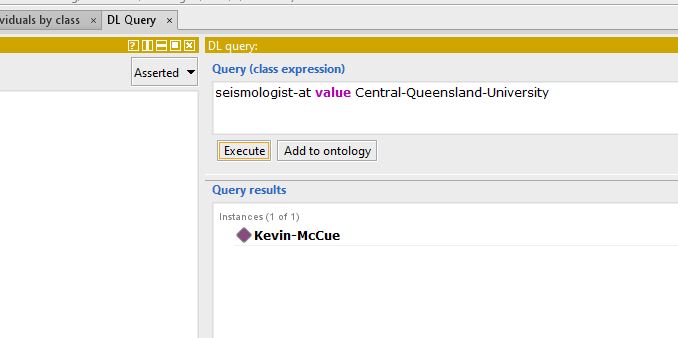 ividuals by class × DL Query ×
DL query:
Asserted
Query (class expression)
seismologist-at value Central-Queensland-University
Execute Add to ontology
Query results
Instances (1 of 1)
Kevin-McCue